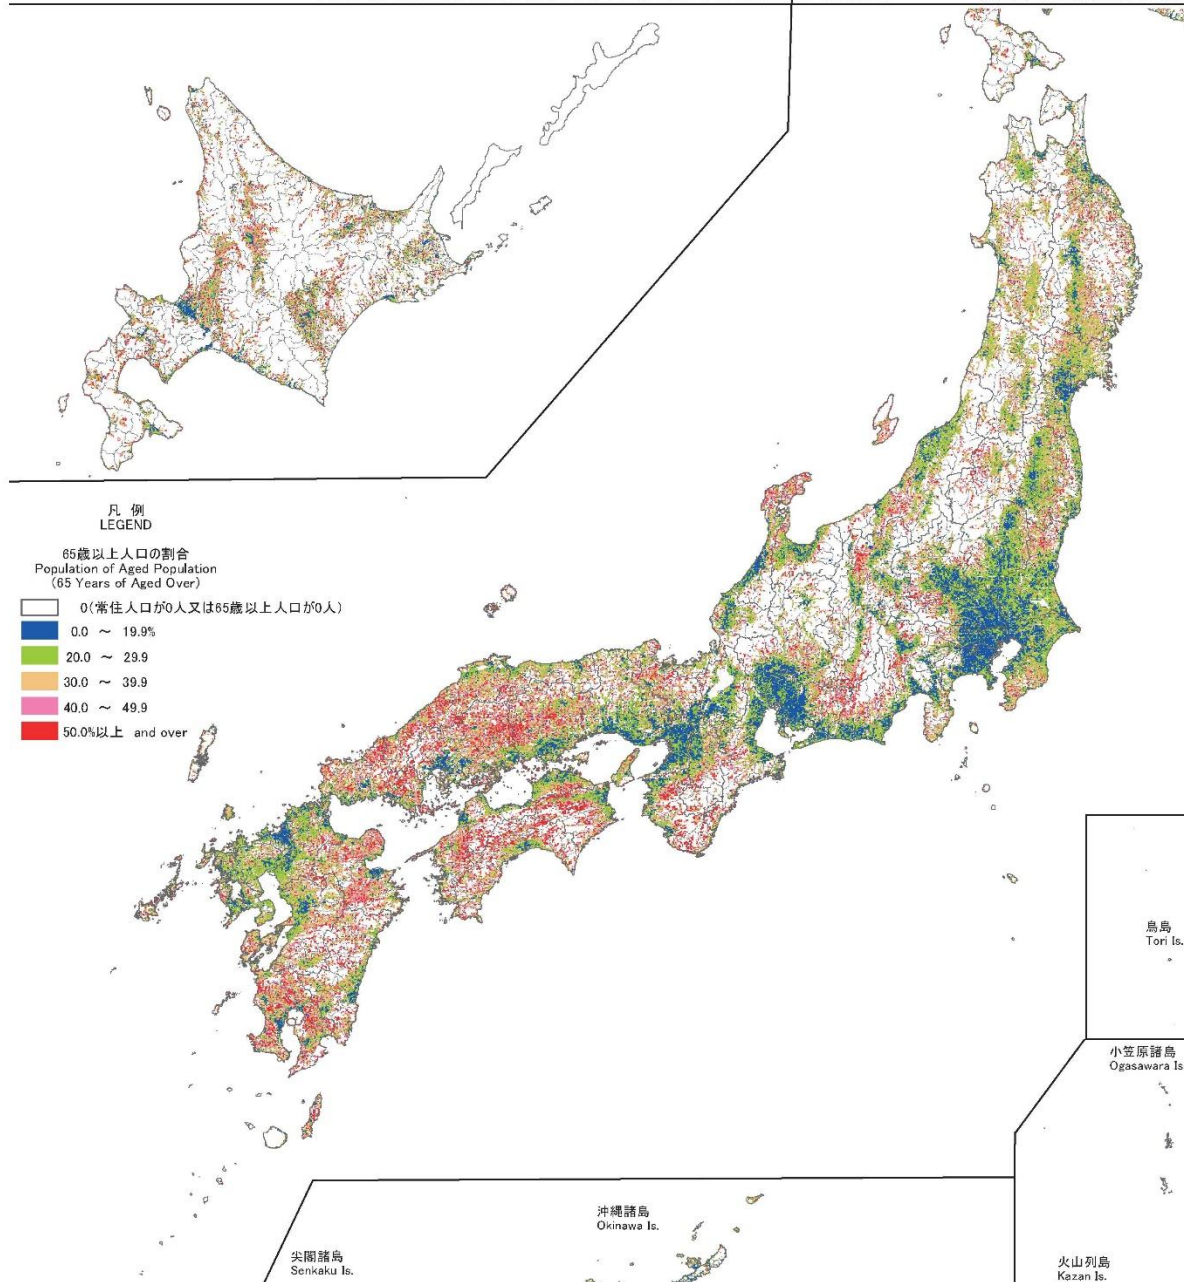 凡 例
LEGEND
65歳以上人口の割合
Population of Aged Population
(65 Years of Aged Over)
0(常住人口が0人又は65歳以上人口が0人)
0.0 ～ 19.9%
20.0 ～ 29.9
30.0 ～ 39.9
40.0 ～ 49.9
50.0%以上 and over
鳥島
Tori Is.
小笠原諸島
Ogasawara Is
沖縄諸島
Okinawa Is.
尖閣諸島
Senkaku Is.
火山列島
Kazan Is.